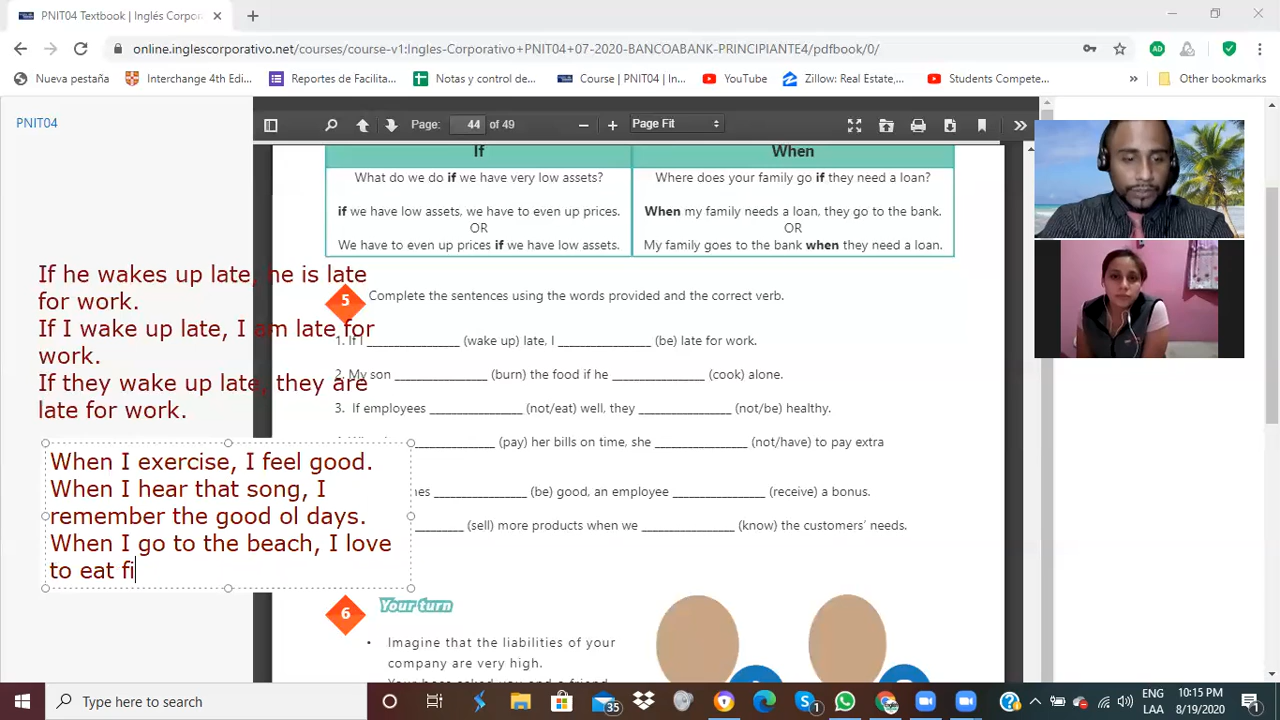 PNIT04 Textbook | Inglés Corpor
online.inglescorporativo.net/courses/course-v1:Ingles-Corporativo+PNIT04+07-2020-BANCOABANK-PRINCIPIANTE4/pdfbook/0/
Nueva pestaña
Interchange 4th Edi...
Reportes de Facilita...
Notas y control de...
Course | PNIT04 | In...
YouTube
Zillow: Real Estate,...
Students Compete...
Other bookmarks
PNIT04
Page: 44 of 49
Page Fit
If
When
What do we do if we have very low assets?
Where does your family go if they need a loan?
if we have low assets, we have to even up prices.
When my family needs a loan, they go to the bank.
OR
OR
We have to even up prices if we have low assets.
My family goes to the bank when they need a loan.
If he wakes up late, he is late
for work.
If I wake up late, I am late for
work.
If they wake up late, they are
late for work.
When I exercise, I feel good.
When I hear that song, I
remember the good ol days.
When I go to the beach, I love
to eat fi
5 Complete the sentences using the words provided and the correct verb.
1. If I ________________ (wake up) late, I ________________ (be) late for work.
2. My son ________________ (burn) the food if he ________________ (cook) alone.
3. If employees ________________ (not/eat) well, they ________________ (not/be) healthy.
(pay) her bills on time, she ________________ (not/have) to pay extra
(be) good, an employee ________________ (receive) a bonus.
(sell) more products when we ________________ (know) the customers' needs.
6 Your turn
• Imagine that the liabilities of your
company are very high.
Type here to search
35
1
ENG
LAA
10:15 PM
8/19/2020